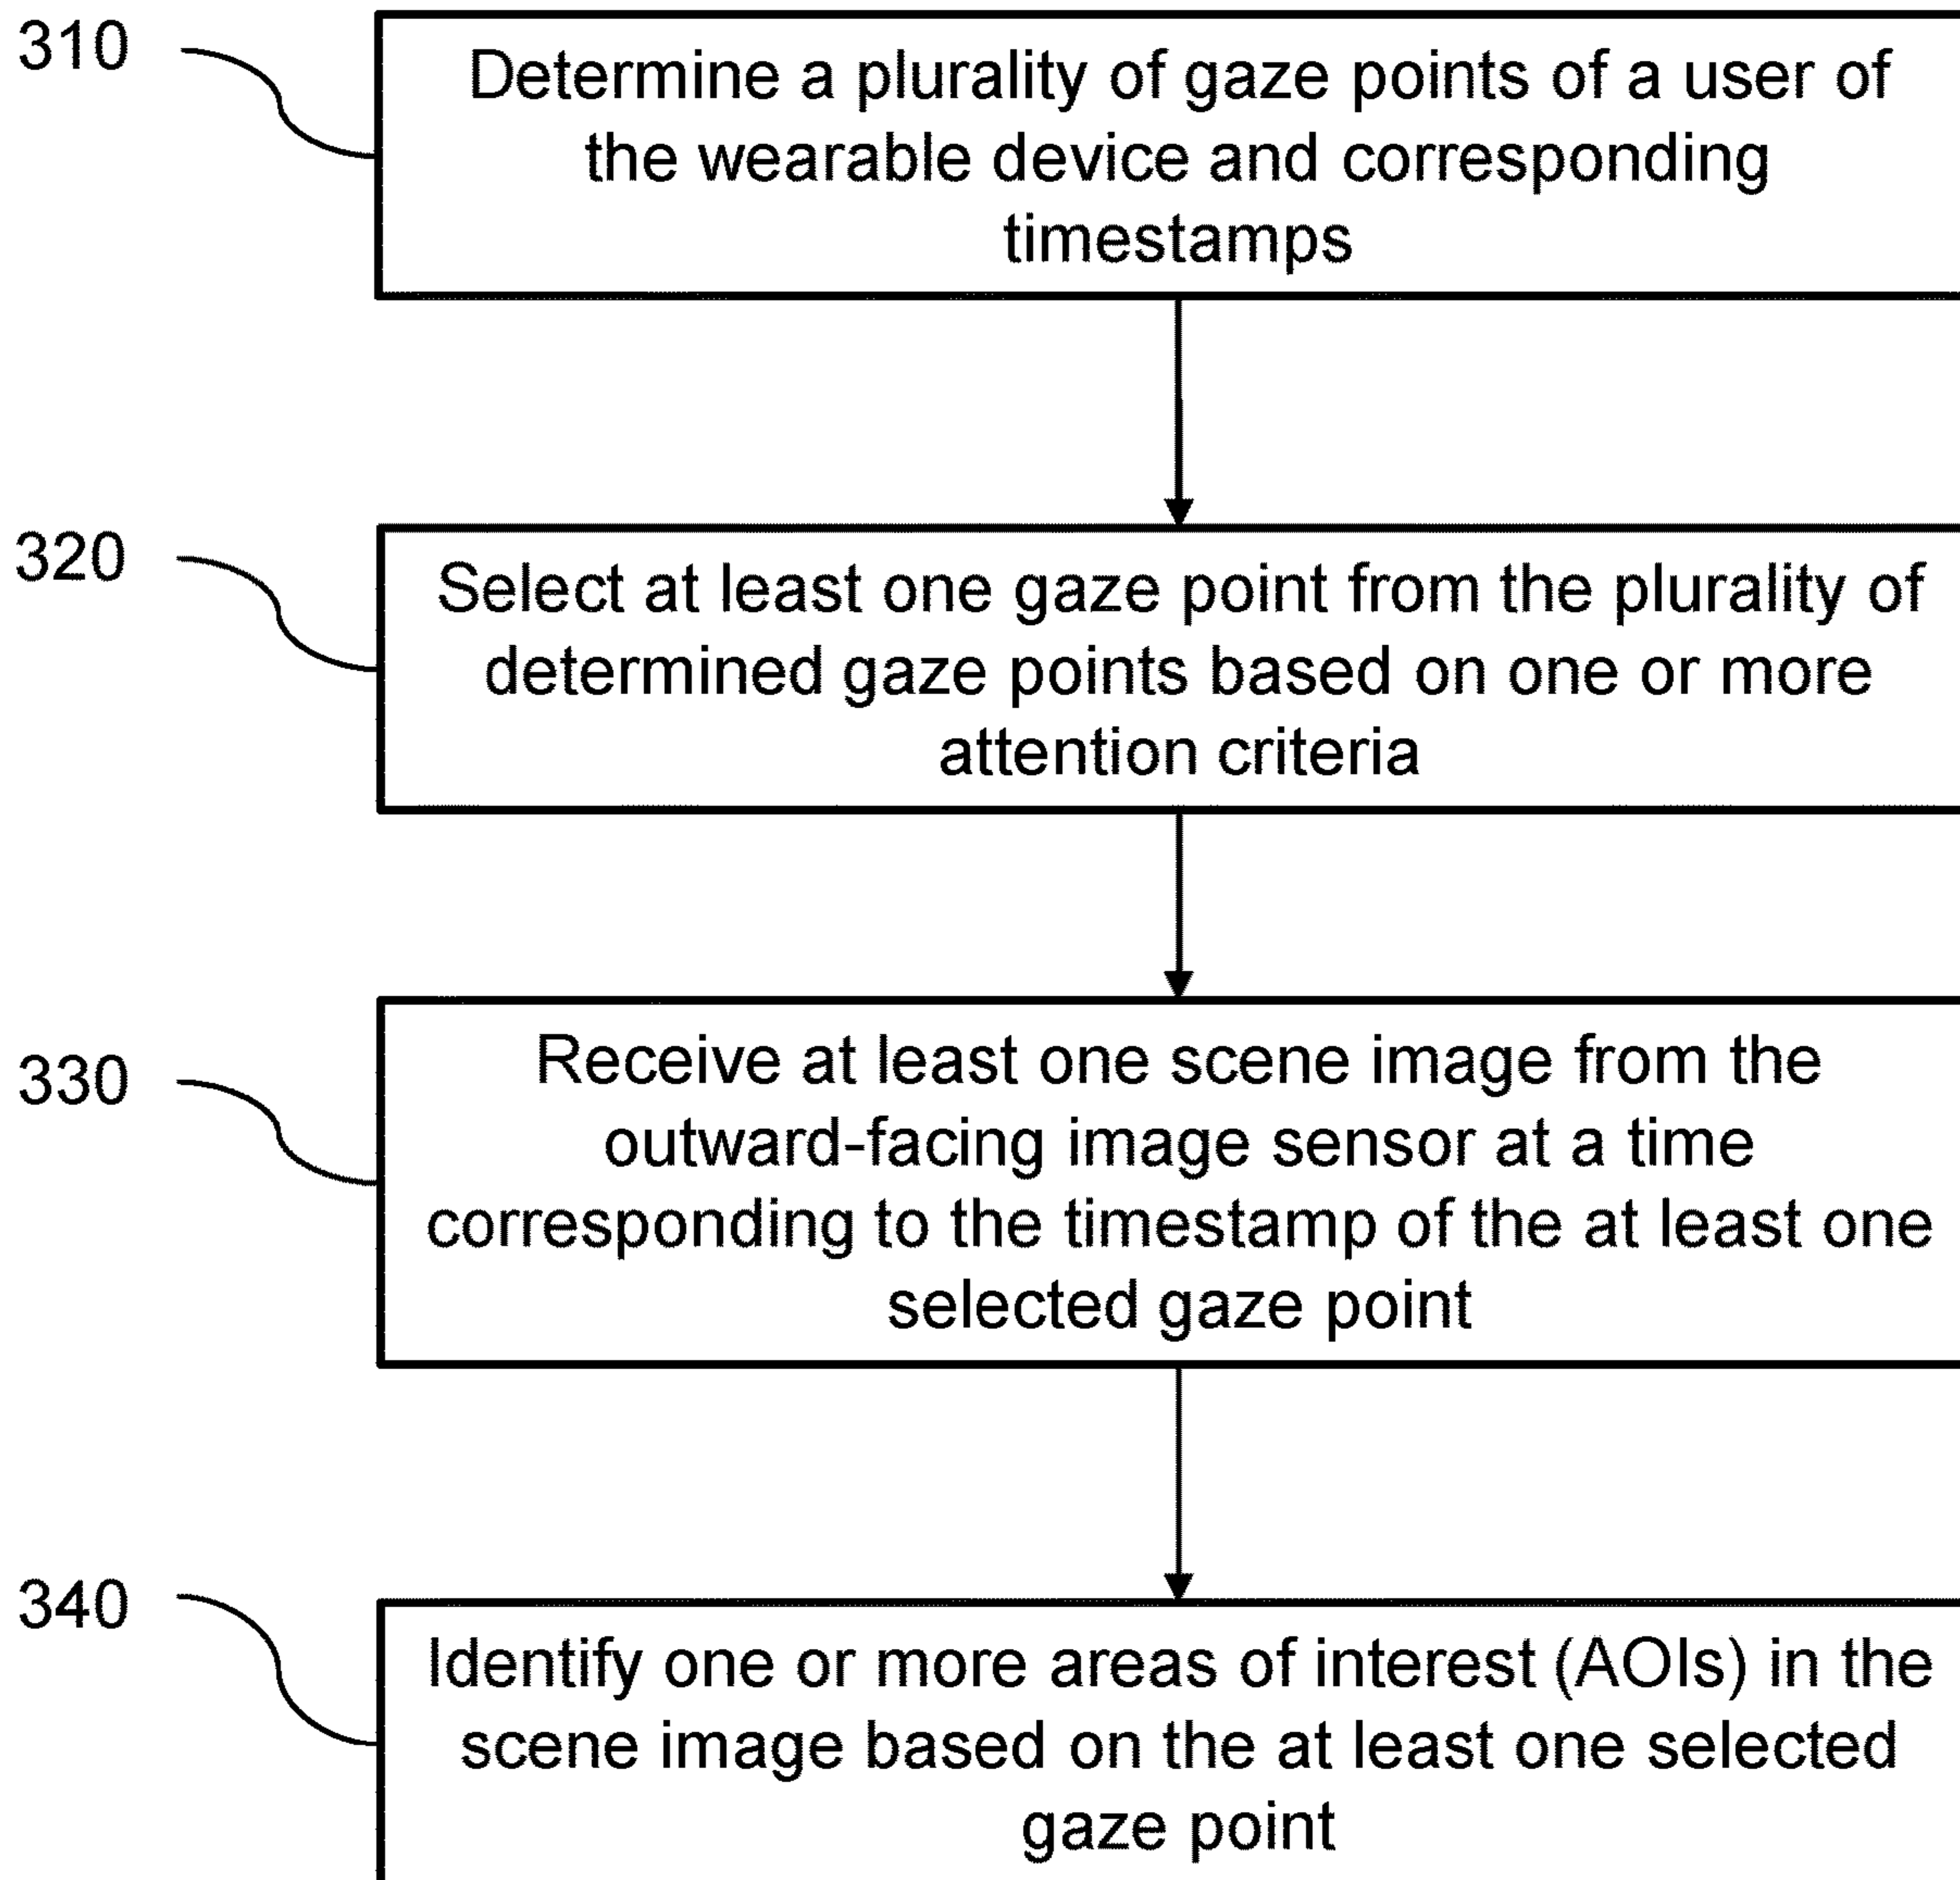 310
Determine a plurality of gaze points of a user of
the wearable device and corresponding
timestamps
320
Select at least one gaze point from the plurality of
determined gaze points based on one or more
attention criteria
330
Receive at least one scene image from the
outward-facing image sensor at a time
corresponding to the timestamp of the at least one
selected gaze point
340
Identify one or more areas of interest (AOIs) in the
scene image based on the at least one selected
gaze point